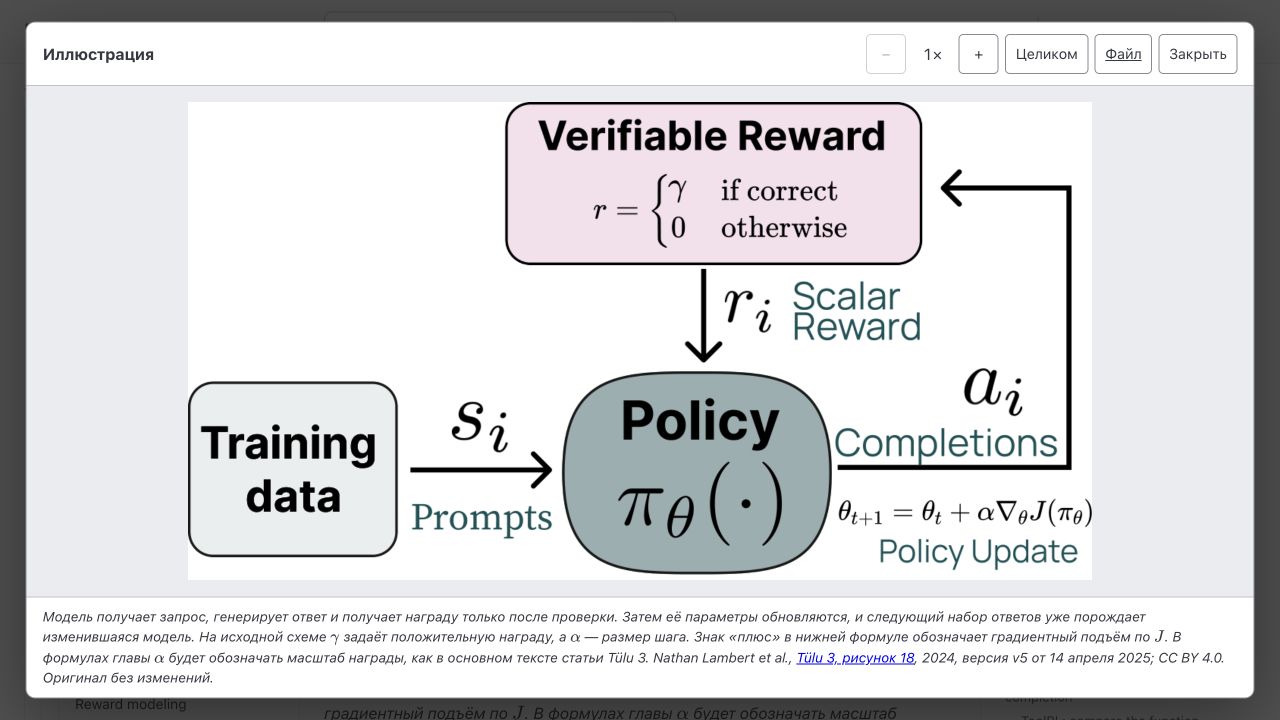 Иллюстрация
− 1× + Целиком Файл Закрыть
Verifiable Reward
r = { γ if correct
0 otherwise
r_i Scalar
Reward
Training
data
s_i
Prompts
Policy
π_θ(·)
a_i
Completions
θ_{t+1} = θ_t + α∇_θJ(π_θ)
Policy Update
Модель получает запрос, генерирует ответ и получает награду только после проверки. Затем её параметры обновляются, и следующий набор ответов уже порождает
изменившаяся модель. На исходной схеме γ задаёт положительную награду, а α — размер шага. Знак «плюс» в нижней формуле обозначает градиентный подъём по J. В
формулах главы α будет обозначать масштаб награды, как в основном тексте статьи Tülu 3. Nathan Lambert et al., Tülu 3, рисунок 18, 2024, версия v5 от 14 апреля 2025; CC BY 4.0.
Оригинал без изменений.
Reward modeling
градиентный подъём по J. В формулах главы α будет обозначать масштаб
completion